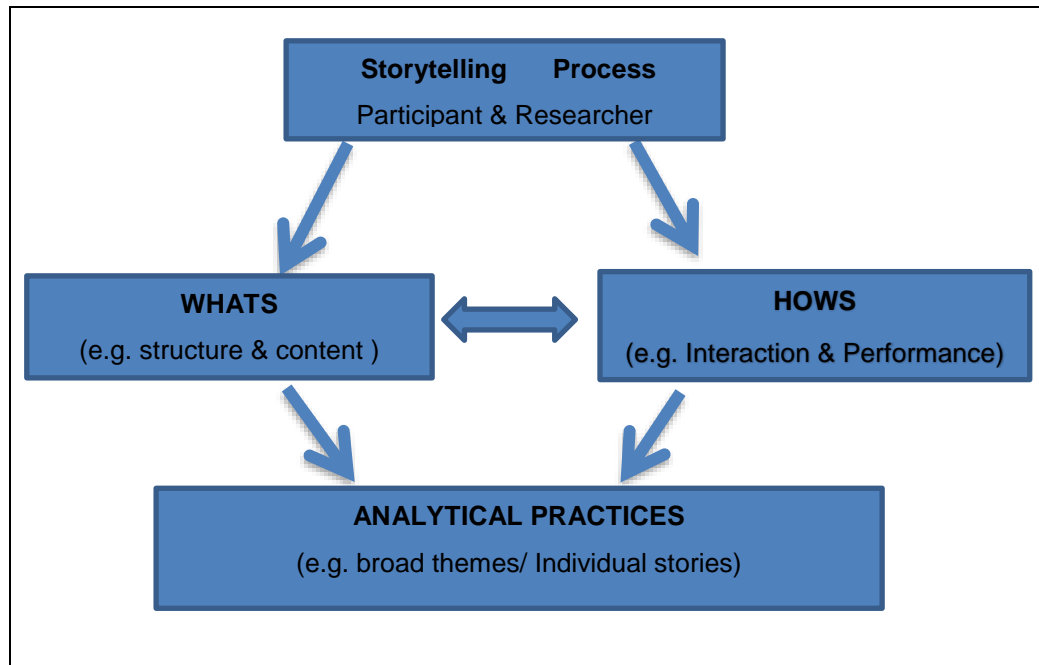 Storytelling Process
Participant & Researcher
WHATS
(e.g. structure & content )
HOWS
(e.g. Interaction & Performance)
ANALYTICAL PRACTICES
(e.g. broad themes/ Individual stories)